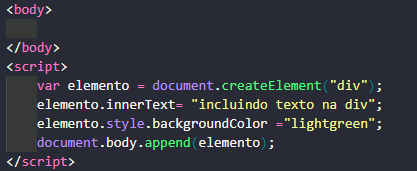 <body>

</body>
<script>
    var elemento = document.createElement("div");
    elemento.innerText= "incluindo texto na div";
    elemento.style.backgroundColor ="lightgreen";
    document.body.append(elemento);
</script>